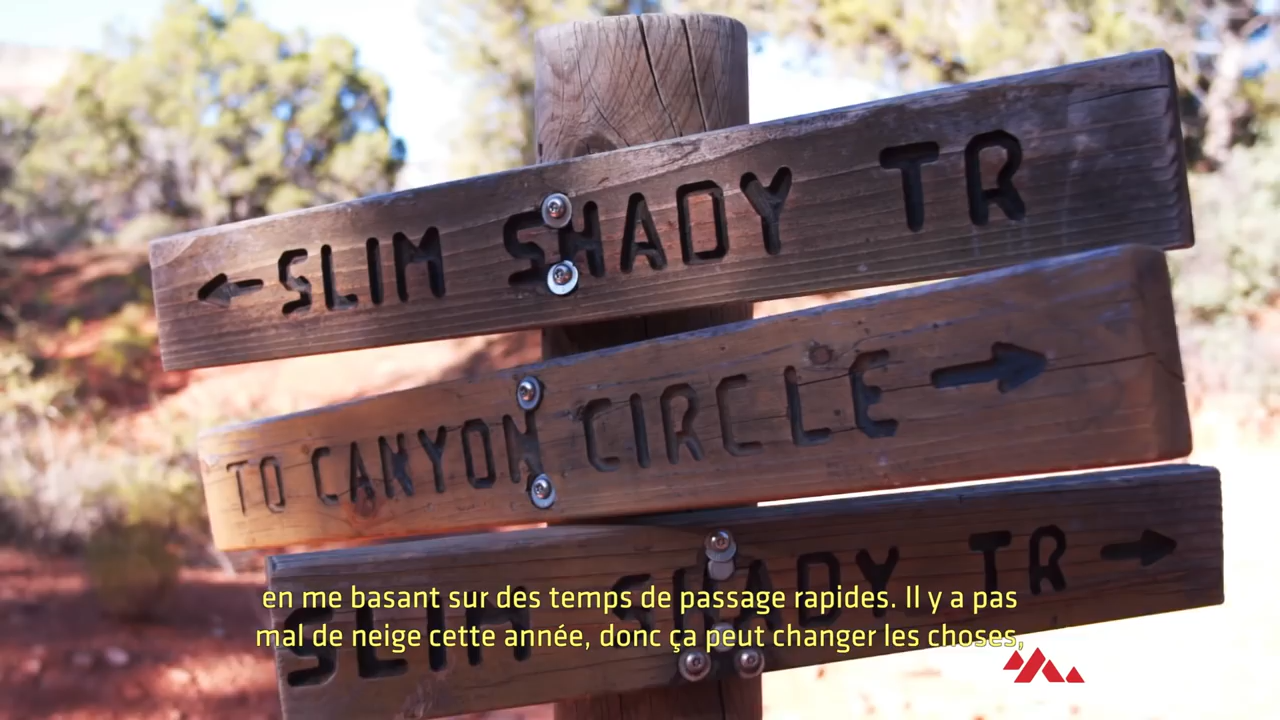 SLIM SHADY TR
TO CANYON CIRCLE
SLIM SHADY TR
en me basant sur des temps de passage rapides. Il y a pas
mal de neige cette année, donc ça peut changer les choses,